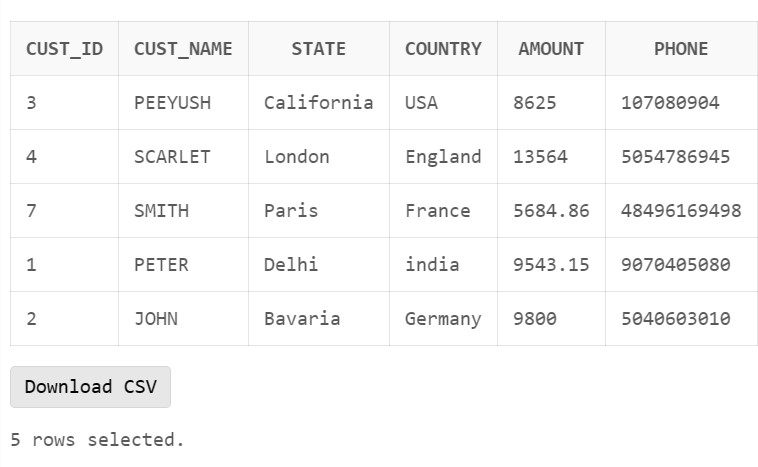 CUST_ID CUST_NAME STATE COUNTRY AMOUNT PHONE
3 PEEYUSH California USA 8625 107080904
4 SCARLET London England 13564 5054786945
7 SMITH Paris France 5684.86 48496169498
1 PETER Delhi india 9543.15 9070405080
2 JOHN Bavaria Germany 9800 5040603010
Download CSV
5 rows selected.